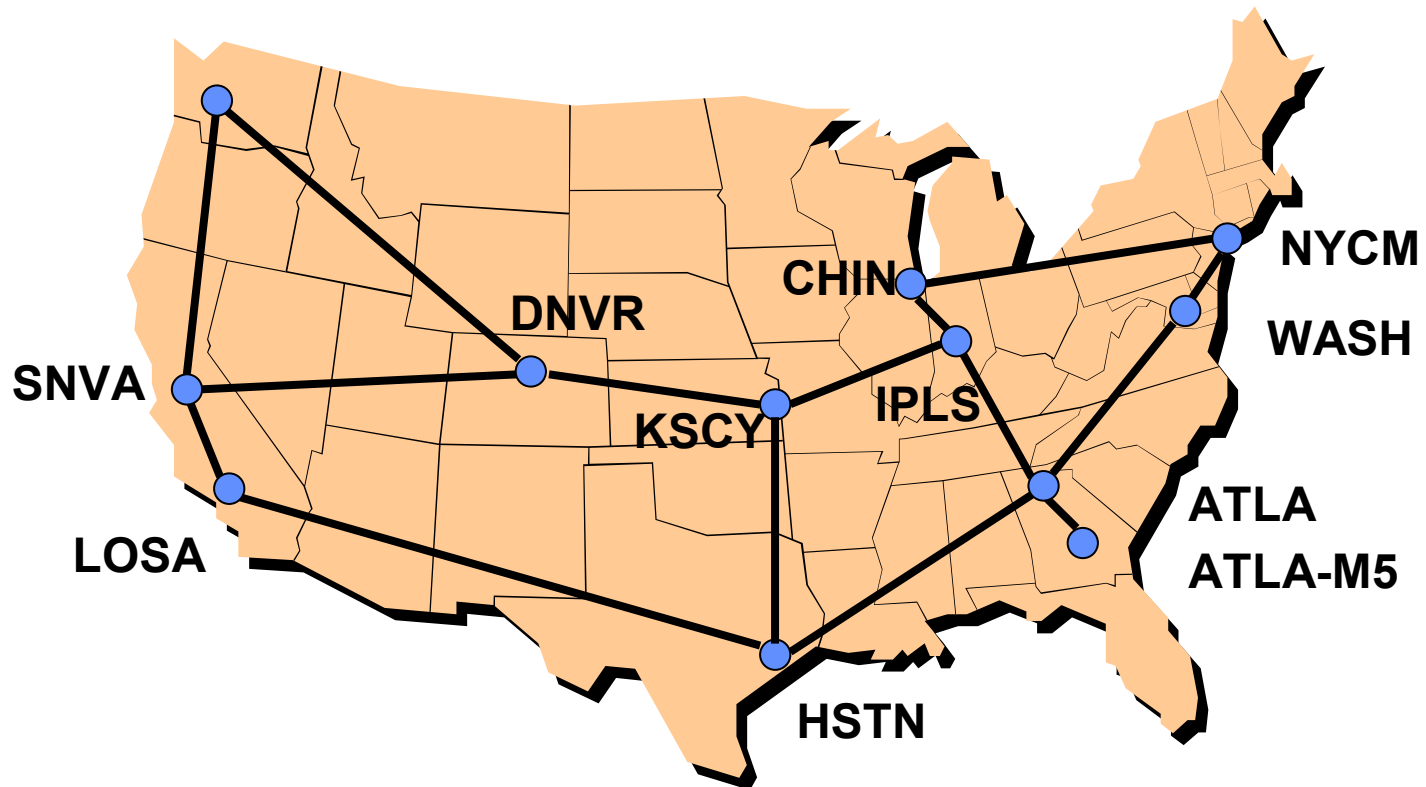 NYCM
CHIN
DNVR
WASH
SNVA
IPLS
KSCY
ATLA
LOSA
ATLA-M5
HSTN